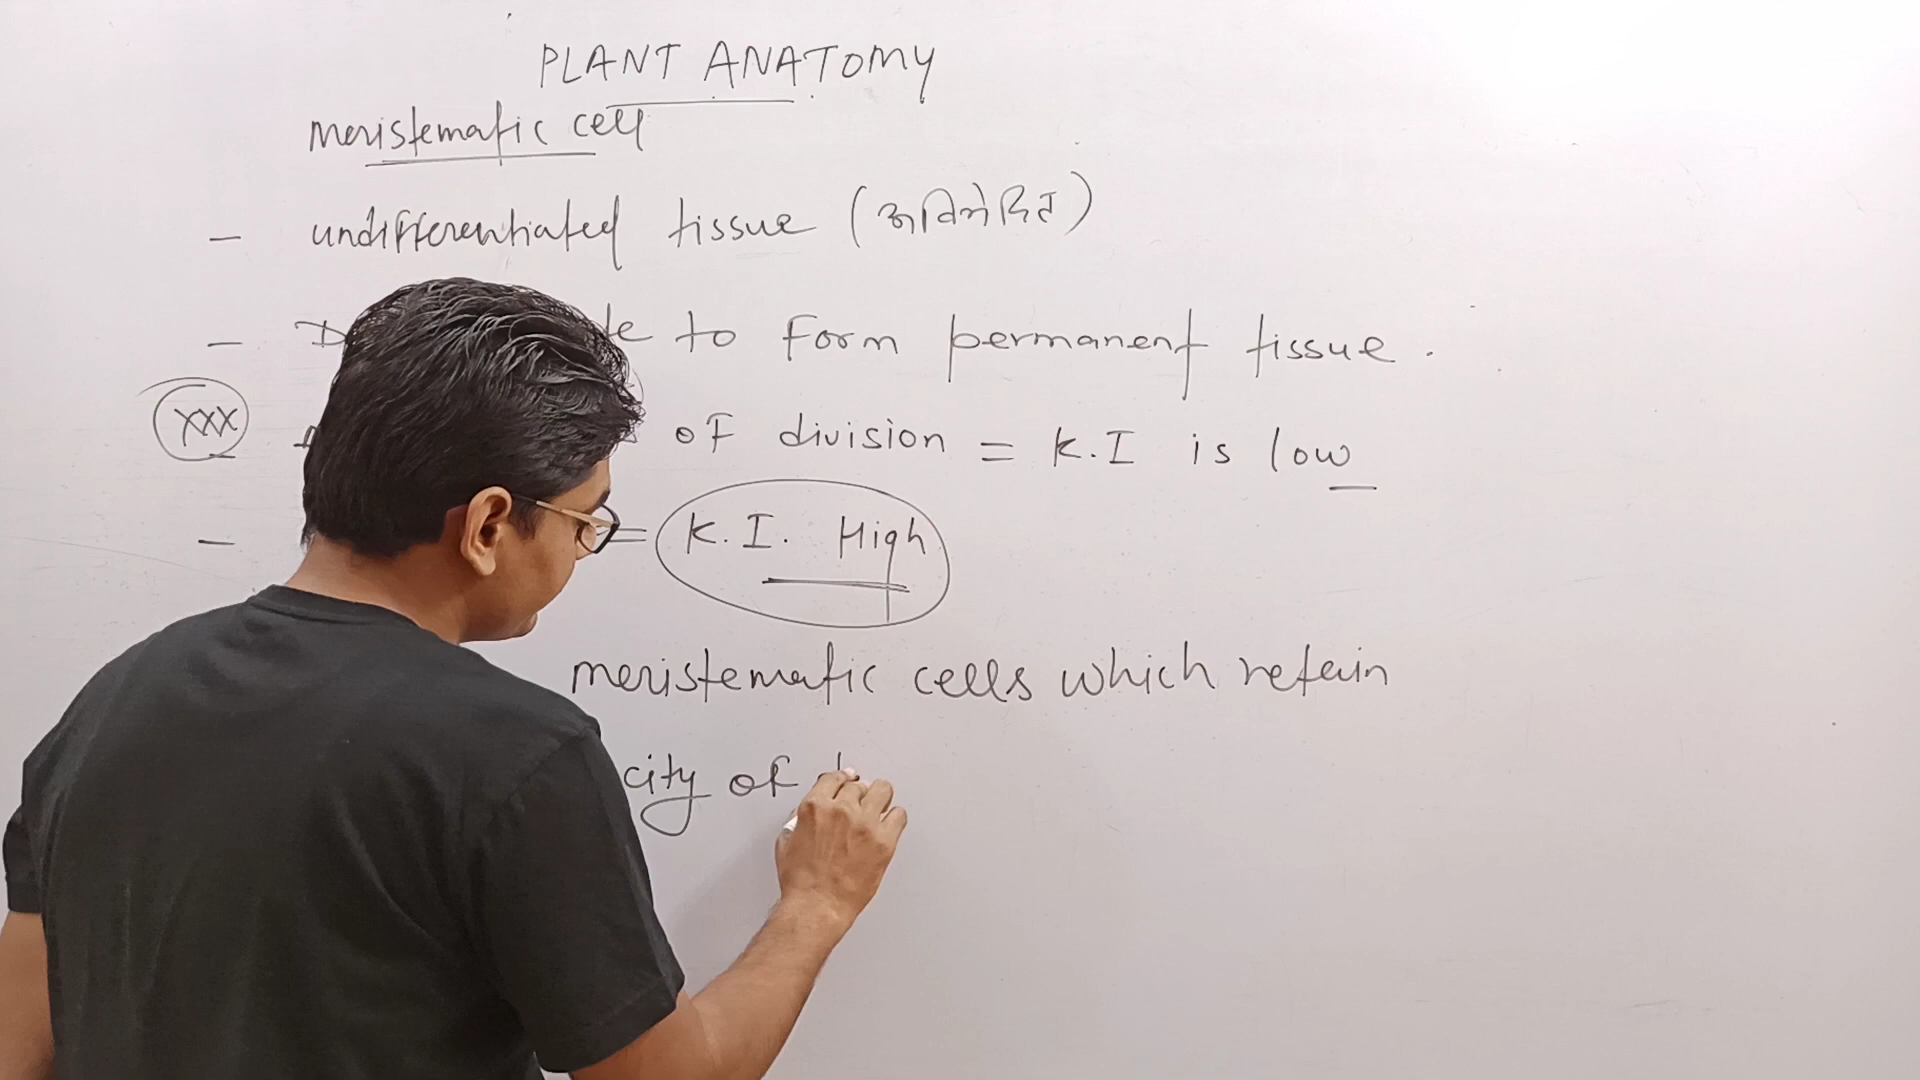 PLANT ANATOMY
meristematic cell
- undifferentiated tissue (अविभेदित)
- to form permanent tissue.
XXX of division = K.I is low
- = K.I. High
meristematic cells which retain
city of